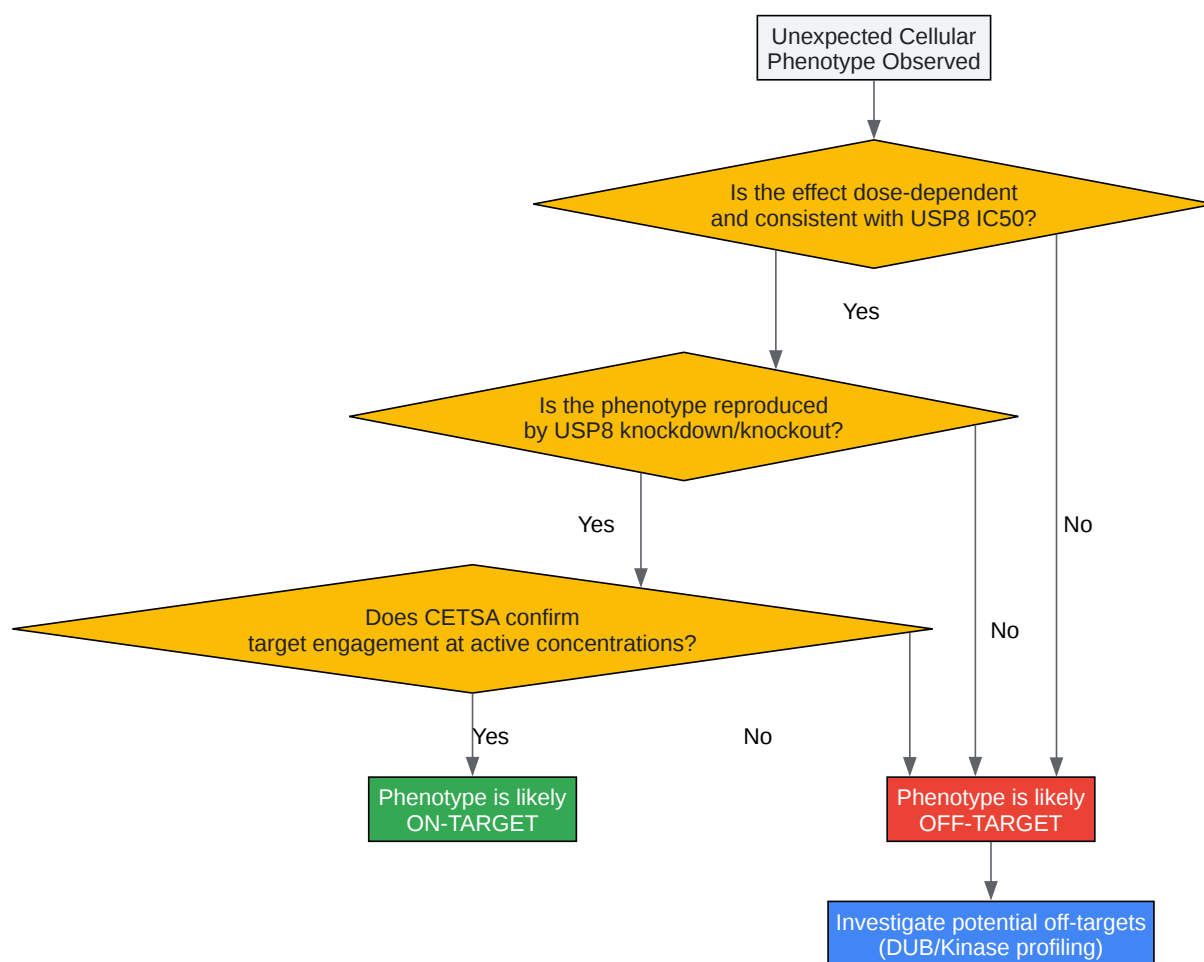 Unexpected Cellular
Phenotype Observed
Is the effect dose-dependent
and consistent with USP8 IC50?
Yes
Is the phenotype reproduced
by USP8 knockdown/knockout?
Yes
No
Does CETSA confirm
target engagement at active concentrations?
No
Yes
No
Phenotype is likely
ON-TARGET
Phenotype is likely
OFF-TARGET
Investigate potential off-targets
(DUB/Kinase profiling)